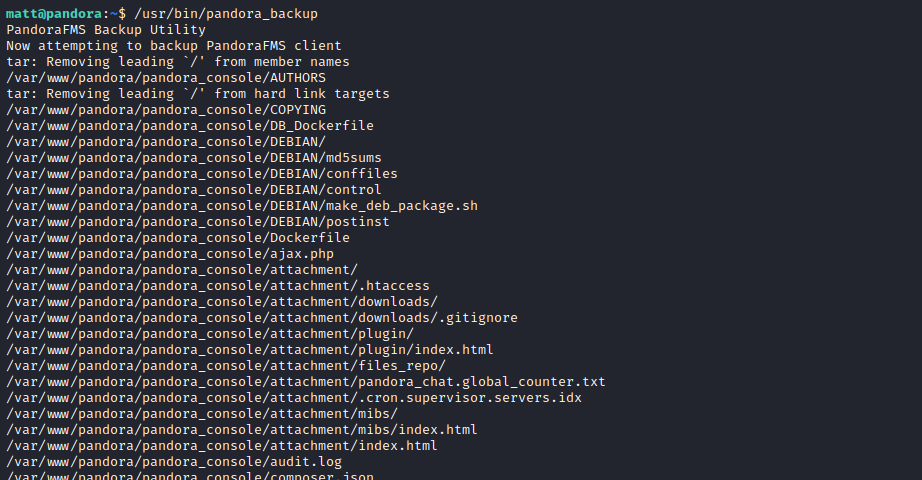 matt@pandora:~$ /usr/bin/pandora_backup
PandoraFMS Backup Utility
Now attempting to backup PandoraFMS client
tar: Removing leading `/' from member names
/var/www/pandora/pandora_console/AUTHORS
tar: Removing leading `/' from hard link targets
/var/www/pandora/pandora_console/COPYING
/var/www/pandora/pandora_console/DB_Dockerfile
/var/www/pandora/pandora_console/DEBIAN/
/var/www/pandora/pandora_console/DEBIAN/md5sums
/var/www/pandora/pandora_console/DEBIAN/conffiles
/var/www/pandora/pandora_console/DEBIAN/control
/var/www/pandora/pandora_console/DEBIAN/make_deb_package.sh
/var/www/pandora/pandora_console/DEBIAN/postinst
/var/www/pandora/pandora_console/Dockerfile
/var/www/pandora/pandora_console/ajax.php
/var/www/pandora/pandora_console/attachment/
/var/www/pandora/pandora_console/attachment/.htaccess
/var/www/pandora/pandora_console/attachment/downloads/
/var/www/pandora/pandora_console/attachment/downloads/.gitignore
/var/www/pandora/pandora_console/attachment/plugin/
/var/www/pandora/pandora_console/attachment/plugin/index.html
/var/www/pandora/pandora_console/attachment/files_repo/
/var/www/pandora/pandora_console/attachment/pandora_chat.global_counter.txt
/var/www/pandora/pandora_console/attachment/.cron.supervisor.servers.idx
/var/www/pandora/pandora_console/attachment/mibs/
/var/www/pandora/pandora_console/attachment/mibs/index.html
/var/www/pandora/pandora_console/attachment/index.html
/var/www/pandora/pandora_console/audit.log
/var/www/pandora/pandora_console/composer.json